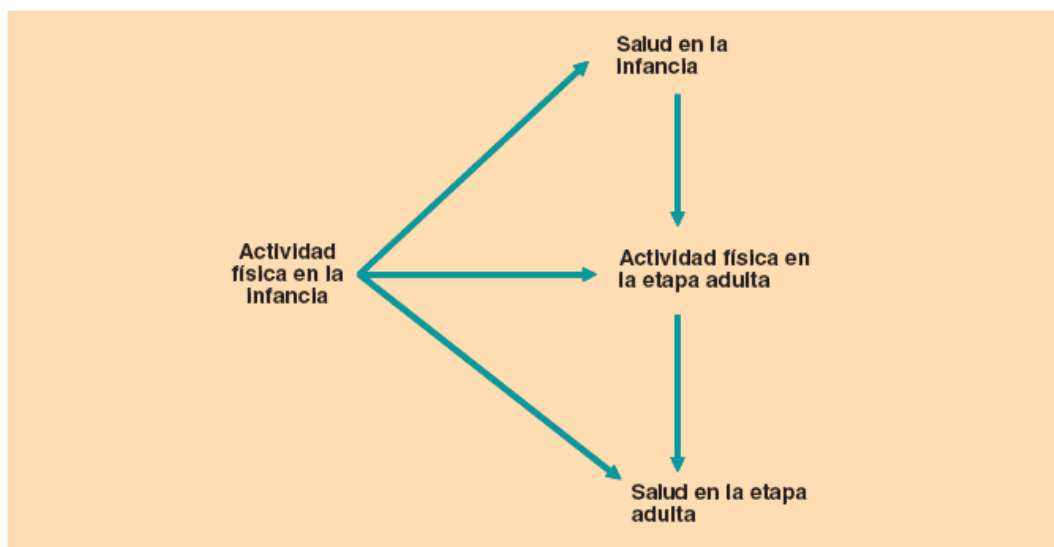 Salud en la
infancia
Actividad
física en la
infancia
Actividad física en
la etapa adulta
Salud en la etapa
adulta